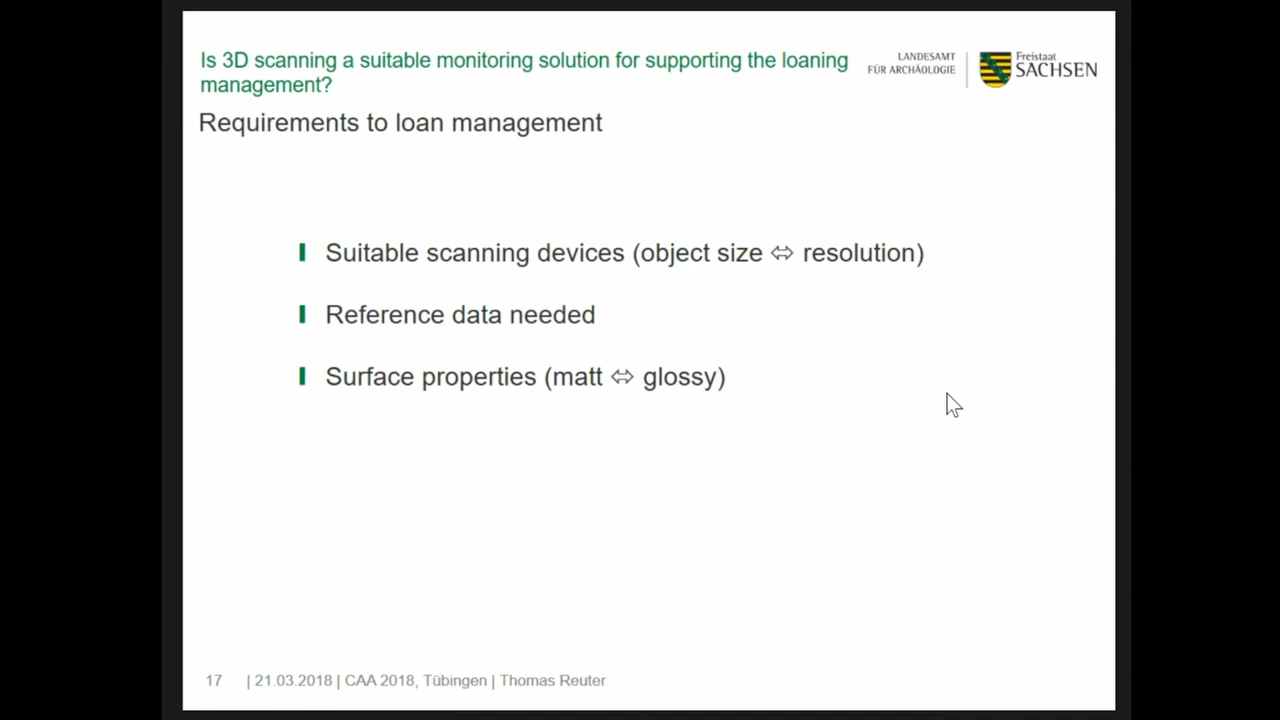 Is 3D scanning a suitable monitoring solution for supporting the loaning
management?
LANDESAMT
FÜR ARCHÄOLOGIE
Freistaat
SACHSEN
Requirements to loan management
Suitable scanning devices (object size ⇔ resolution)
Reference data needed
Surface properties (matt ⇔ glossy)
17 | 21.03.2018 | CAA 2018, Tübingen | Thomas Reuter